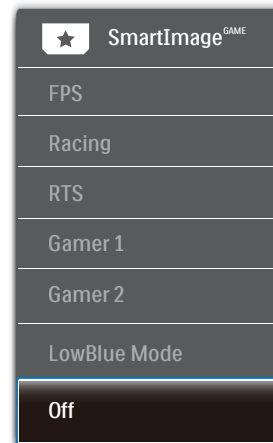 SmartImage GAME
FPS
Racing
RTS
Gamer 1
Gamer 2
LowBlue Mode
Off